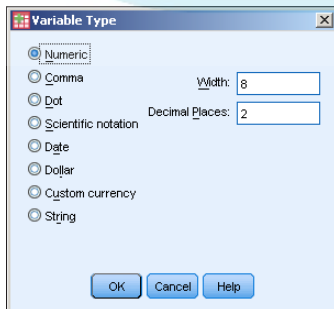 Variable Type
Numeric
Comma
Width: 8
Dot
Decimal Places: 2
Scientific notation
Date
Dollar
Custom currency
String
OK Cancel Help